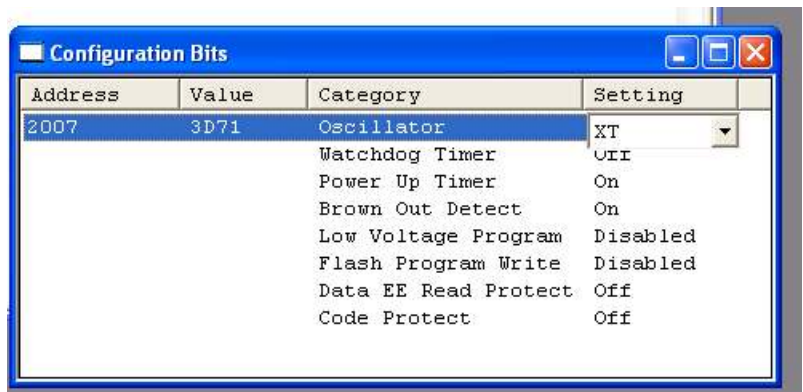 Configuration Bits
Address Value Category Setting
2007 3D71 Oscillator XT
Watchdog Timer Off
Power Up Timer On
Brown Out Detect On
Low Voltage Program Disabled
Flash Program Write Disabled
Data EE Read Protect Off
Code Protect Off